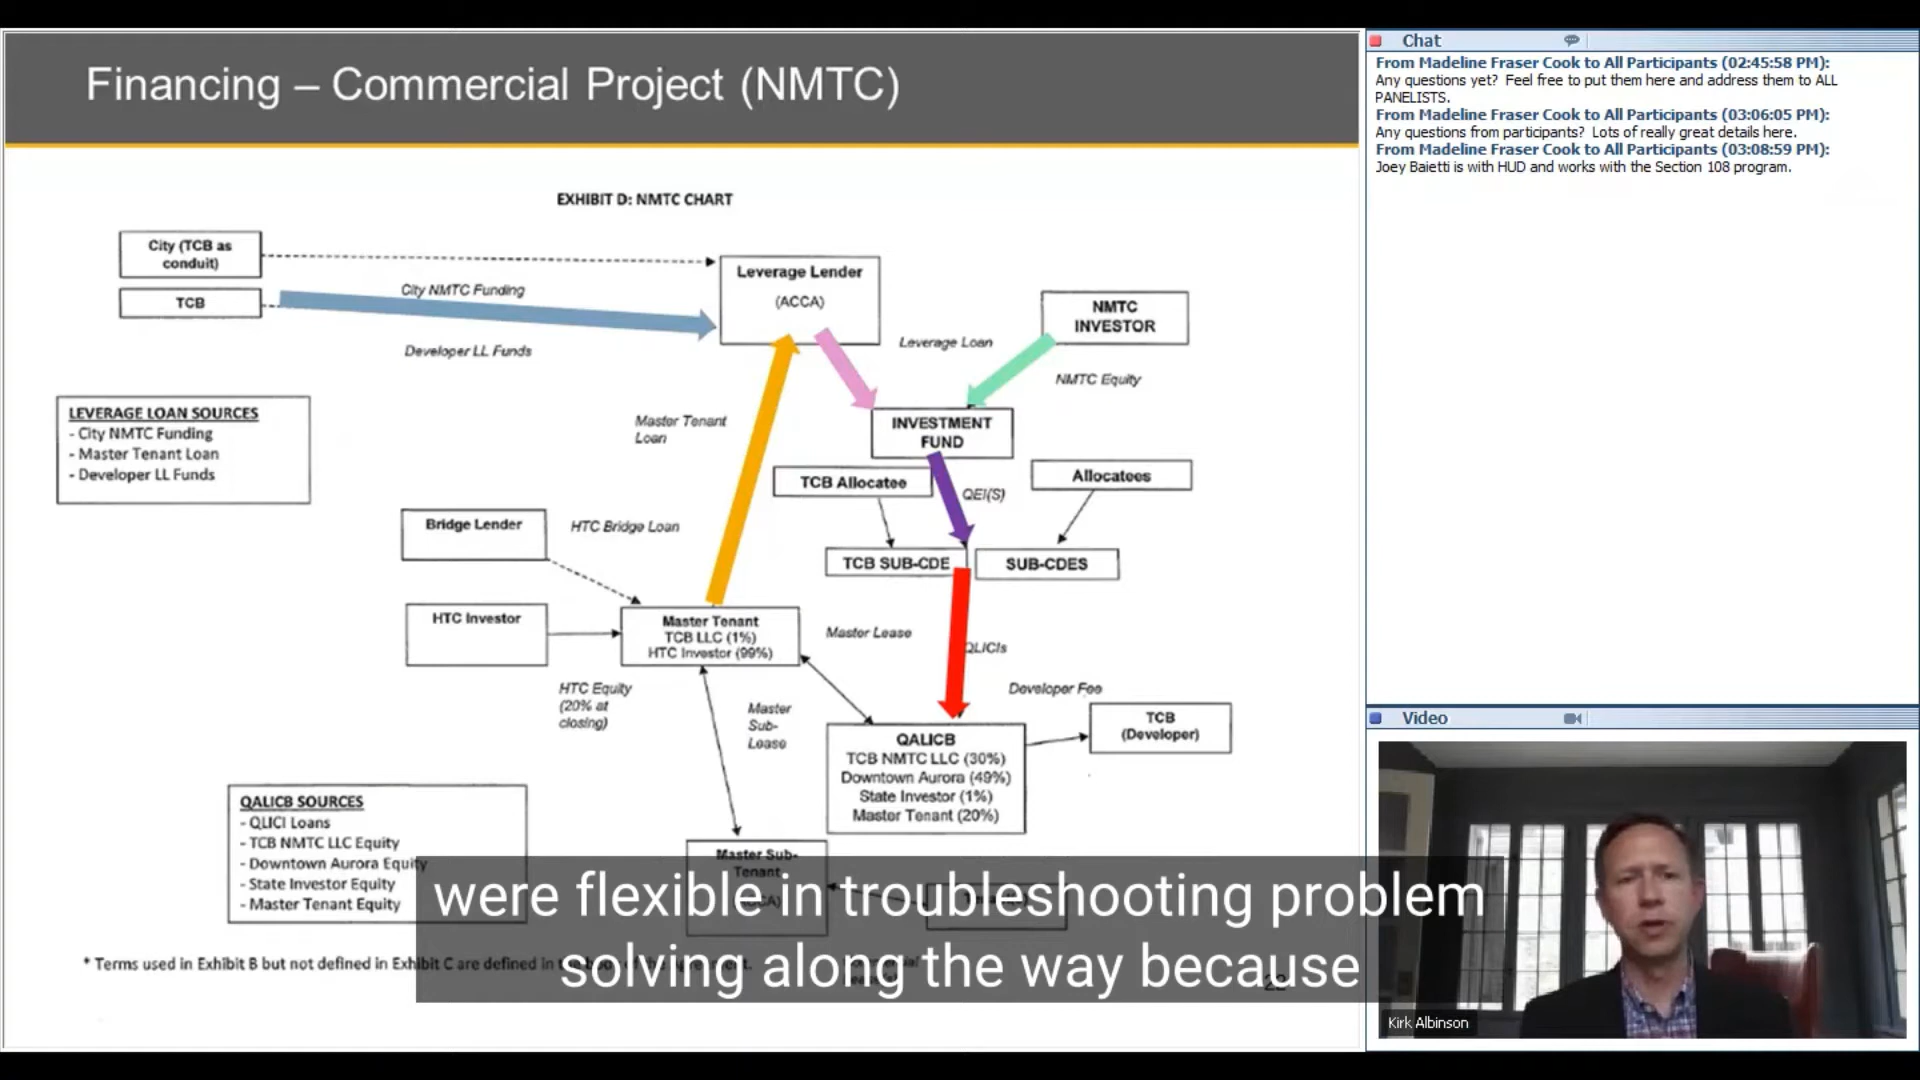 Financing – Commercial Project (NMTC)
EXHIBIT D: NMTC CHART
City (TCB as
conduit)
TCB
City NMTC Funding
Developer LL Funds
Leverage Lender
(ACCA)
Leverage Loan
NMTC
INVESTOR
NMTC Equity
LEVERAGE LOAN SOURCES
- City NMTC Funding
- Master Tenant Loan
- Developer LL Funds
Master Tenant
Loan
INVESTMENT
FUND
TCB Allocatee
QEI(S)
Allocatees
Bridge Lender
HTC Bridge Loan
TCB SUB-CDE
SUB-CDES
HTC Investor
Master Tenant
TCB LLC (1%)
HTC Investor (99%)
Master Lease
QLICIs
HTC Equity
(20% at
closing)
Master
Sub-
Lease
Developer Fee
TCB
(Developer)
QALICB
TCB NMTC LLC (30%)
Downtown Aurora (49%)
State Investor (1%)
Master Tenant (20%)
QALICB SOURCES
- QLICI Loans
- TCB NMTC LLC Equity
- Downtown Aurora Equity
- State Investor Equity
- Master Tenant Equity
Master Sub-
Tenant
* Terms used in Exhibit B but not defined in Exhibit C are defined in
were flexible in troubleshooting problem
solving along the way because
Chat
From Madeline Fraser Cook to All Participants (02:45:58 PM):
Any questions yet? Feel free to put them here and address them to ALL
PANELISTS.
From Madeline Fraser Cook to All Participants (03:06:05 PM):
Any questions from participants? Lots of really great details here.
From Madeline Fraser Cook to All Participants (03:08:59 PM):
Joey Baietti is with HUD and works with the Section 108 program.
Video
Kirk Albinson